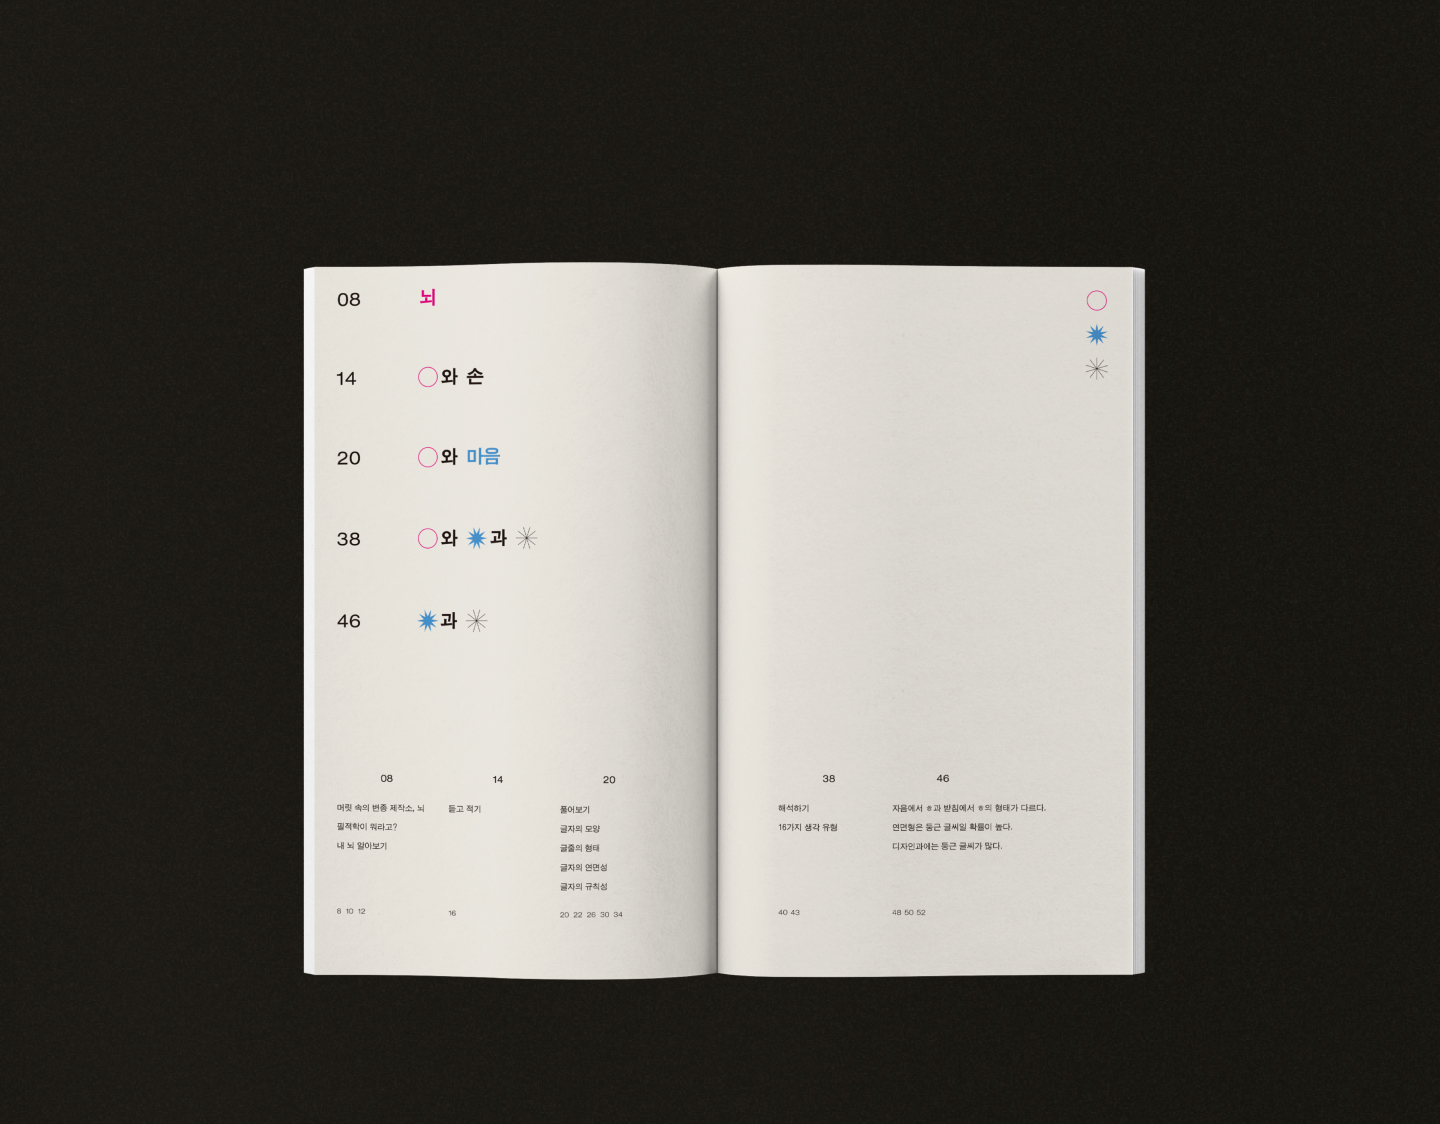 08 뇌
14 와 손
20 와 마음
38 와 과
46 과
08
머릿 속의 변종 제작소, 뇌
필적학이 뭐라고?
내 뇌 알아보기
8 10 12
14
듣고 적기
16
20
풀어보기
글자의 모양
글줄의 형태
글자의 연면성
글자의 규칙성
20 22 26 30 34
38
해석하기
16가지 생각 유형
40 43
46
자음에서 ㅎ과 받침에서 ㅎ의 형태가 다르다.
연면형은 둥근 글씨일 확률이 높다.
디자인과에는 둥근 글씨가 많다.
48 50 52